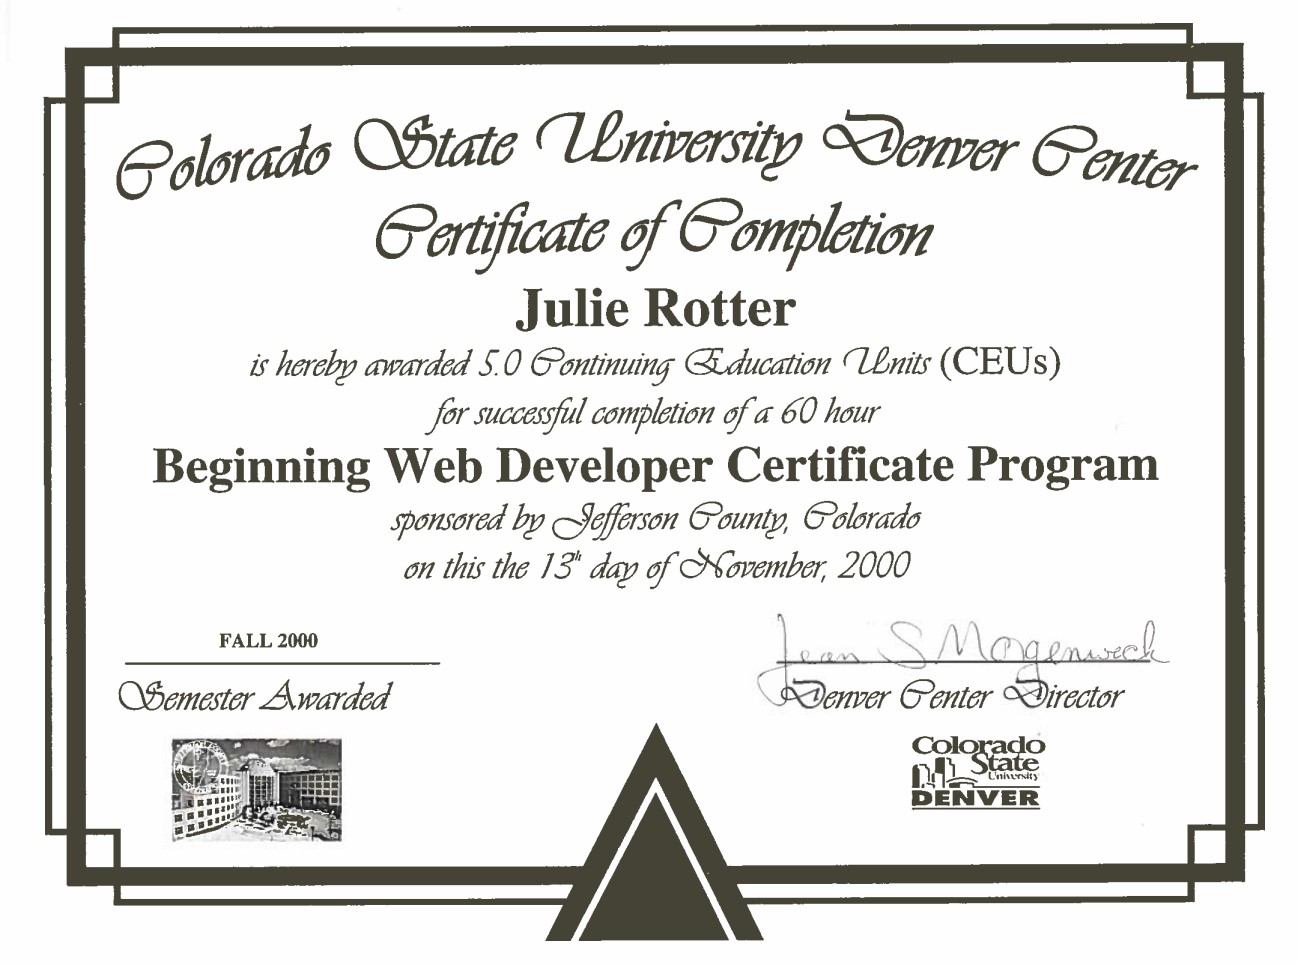 Colorado State University Denver Center
Certificate of Completion
Julie Rotter
is hereby awarded 5.0 Continuing Education Units (CEUs)
for successful completion of a 60 hour
Beginning Web Developer Certificate Program
sponsored by Jefferson County, Colorado
on this the 13th day of November, 2000
FALL 2000
Semester Awarded
Jean S Morgenweck
Denver Center Director
Colorado
State
University
DENVER